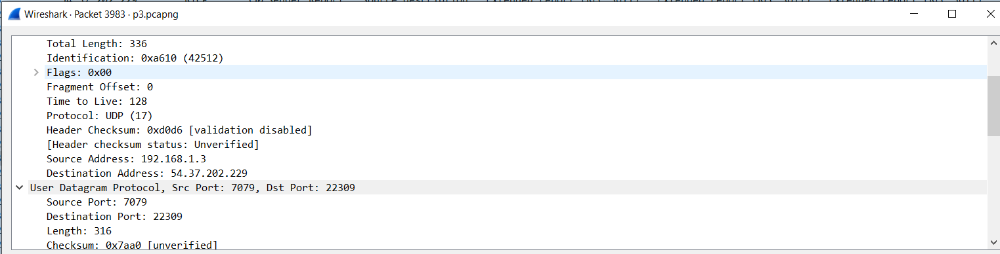 Wireshark · Packet 3983 · p3.pcapng
Total Length: 336
Identification: 0xa610 (42512)
Flags: 0x00
Fragment Offset: 0
Time to Live: 128
Protocol: UDP (17)
Header Checksum: 0xd0d6 [validation disabled]
[Header checksum status: Unverified]
Source Address: 192.168.1.3
Destination Address: 54.37.202.229
User Datagram Protocol, Src Port: 7079, Dst Port: 22309
Source Port: 7079
Destination Port: 22309
Length: 316
Checksum: 0x7aa0 [unverified]